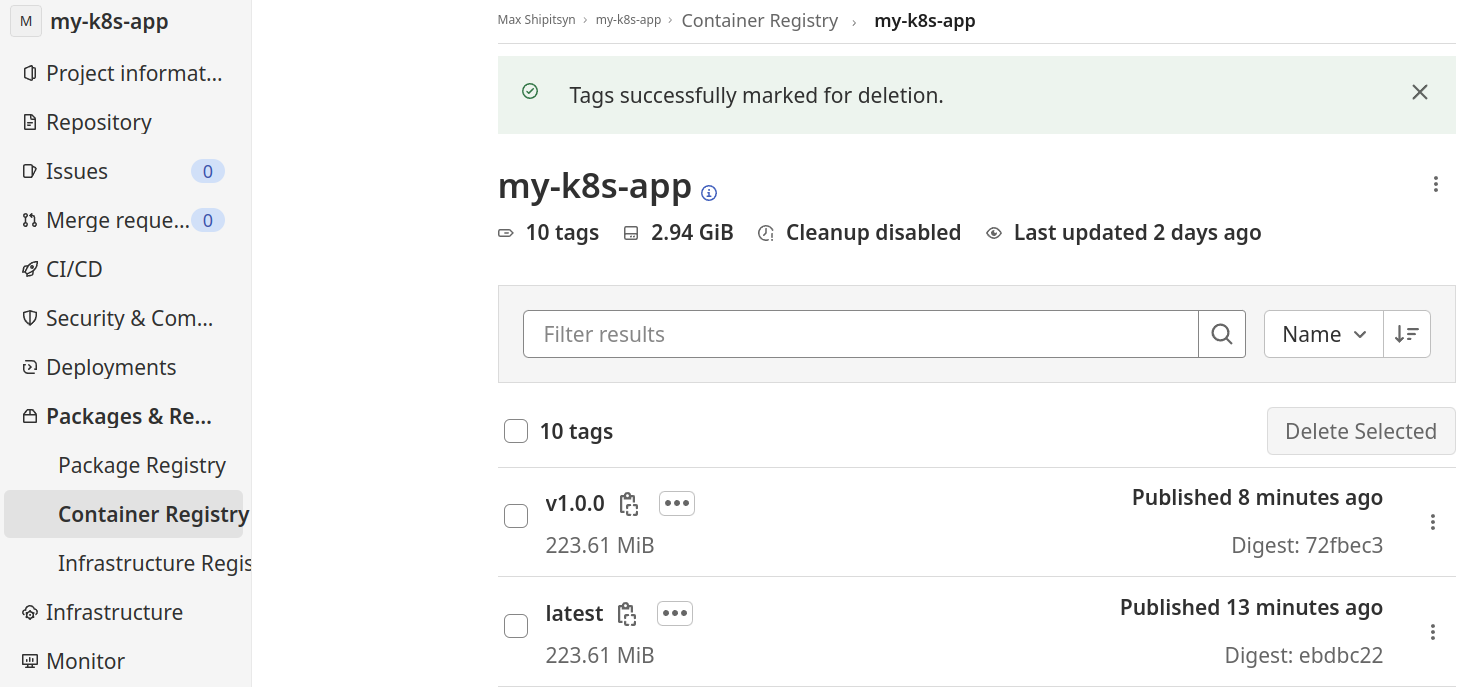 M my-k8s-app
Project informat...
Repository
Issues 0
Merge reque... 0
CI/CD
Security & Com...
Deployments
Packages & Re...
Package Registry
Container Registry
Infrastructure Regis
Infrastructure
Monitor
Max Shipitsyn › my-k8s-app › Container Registry › my-k8s-app
Tags successfully marked for deletion.
my-k8s-app
10 tags 2.94 GiB Cleanup disabled Last updated 2 days ago
Filter results Name
10 tags Delete Selected
v1.0.0 Published 8 minutes ago
223.61 MiB Digest: 72fbec3
latest Published 13 minutes ago
223.61 MiB Digest: ebdbc22